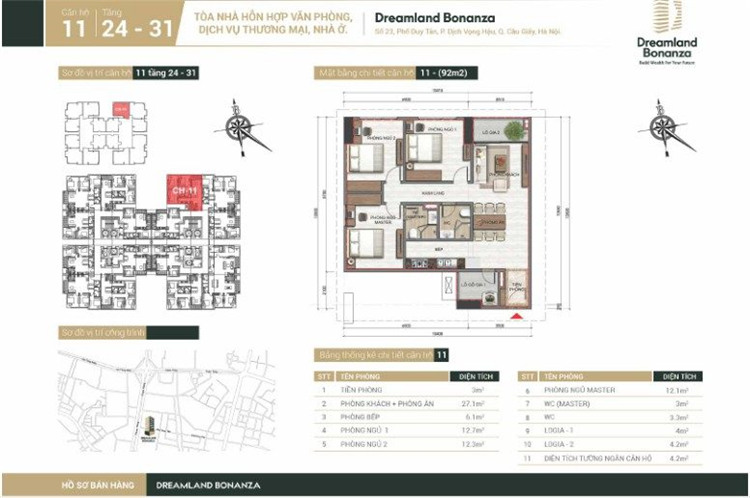 Căn hộ Tầng
11 24 - 31
TÒA NHÀ HỖN HỢP VĂN PHÒNG,
DỊCH VỤ THƯƠNG MẠI, NHÀ Ở.
Dreamland Bonanza
Số 23, Phố Duy Tân, P. Dịch Vọng Hậu, Q. Cầu Giấy, Hà Nội.
Dreamland
Bonanza
Build Wealth For Your Future
Sơ đồ vị trí căn hộ 11 tầng 24 - 31
Mặt bằng chi tiết căn hộ 11 - (92m2)
CH-11
PHÒNG NGỦ 2
PHÒNG NGỦ 1
LÔ GIA 2
PHÒNG KHÁCH
HÀNH LANG
PHÒNG NGỦ
MASTER
WC
PHÒNG ĂN
BẾP
LÔ GIA 1
TIỀN
PHÒNG
Sơ đồ vị trí công trình
Bảng thống kê chi tiết căn hộ 11
STT TÊN PHÒNG DIỆN TÍCH
1 TIỀN PHÒNG 3m²
2 PHÒNG KHÁCH + PHÒNG ĂN 27.1m²
3 PHÒNG BẾP 6.1m²
4 PHÒNG NGỦ 1 12.7m²
5 PHÒNG NGỦ 2 12.3m²
STT TÊN PHÒNG DIỆN TÍCH
6 PHÒNG NGỦ MASTER 12.1m²
7 WC (MASTER) 3m²
8 WC 3.3m²
9 LOGIA - 1 4m²
10 LOGIA - 2 4.2m²
11 DIỆN TÍCH TƯỜNG NGĂN CĂN HỘ 4.2m²
HỒ SƠ BÁN HÀNG DREAMLAND BONANZA